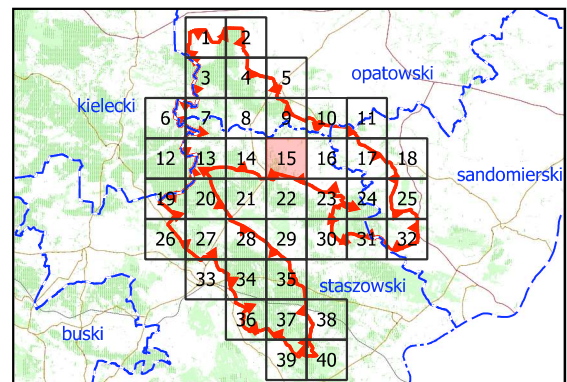 1 2
3 4 5
opatowski
kielecki
6 7 8 9 10 11
12 13 14 15 16 17 18
sandomierski
19 20 21 22 23 24 25
26 27 28 29 30 31 32
33 34 35
staszowski
36 37 38
buski
39 40